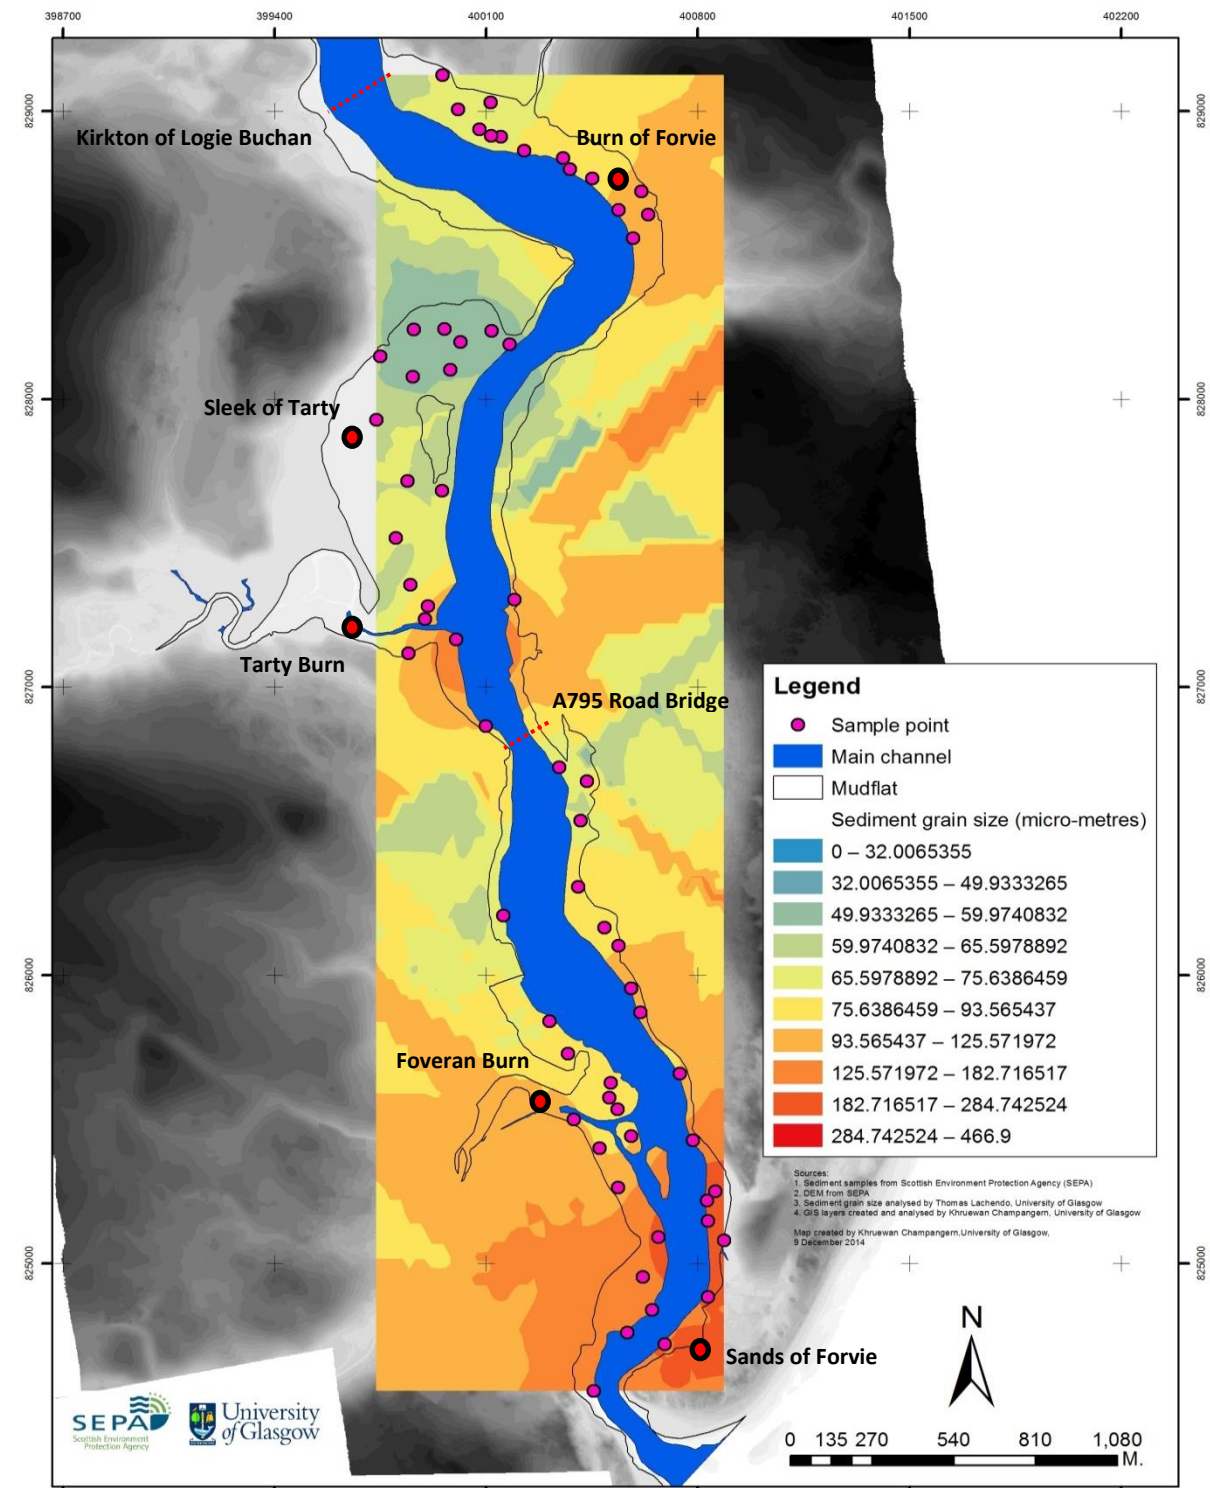 398700 399400 400100 400800 401500 402200
829000 829000
Kirkton of Logie Buchan Burn of Forvie
828000 828000
Sleek of Tarty
Tarty Burn
827000 827000
A795 Road Bridge
Legend
Sample point
Main channel
Mudflat
Sediment grain size (micro-metres)
0 – 32.0065355
32.0065355 – 49.9333265
49.9333265 – 59.9740832
59.9740832 – 65.5978892
65.5978892 – 75.6386459
75.6386459 – 93.565437
93.565437 – 125.571972
125.571972 – 182.716517
182.716517 – 284.742524
284.742524 – 466.9
826000 826000
Foveran Burn
Sources:
1. Sediment samples from Scottish Environment Protection Agency (SEPA)
2. DEM from SEPA
3. Sediment grain size analysed by Thomas Lachendo, University of Glasgow
4. GIS layers created and analysed by Khruewan Champangern, University of Glasgow
Map created by Khruewan Champangern,University of Glasgow,
9 December 2014
825000 825000
N
Sands of Forvie
SEPA
Scottish Environment
Protection Agency
University
of Glasgow
0 135 270 540 810 1,080
M.